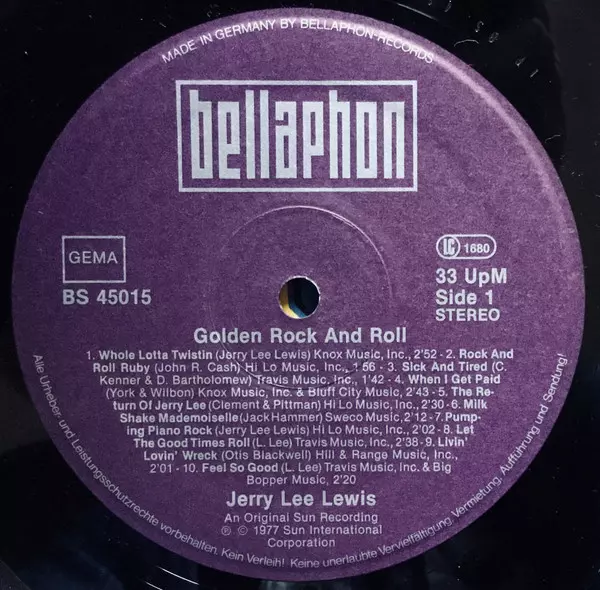 MADE IN GERMANY BY BELLAPHON-RECORDS
bellaphon
GEMA
BS 45015
LC 1680
33 UpM
Side 1
STEREO
Golden Rock And Roll
1. Whole Lotta Twistin (Jerry Lee Lewis) Knox Music, Inc., 2'52 - 2. Rock And
Roll Ruby (John R. Cash) Hi Lo Music, Inc., 1'56 - 3. Sick And Tired (C.
Kenner & D. Bartholomew) Travis Music, Inc., 1'42 - 4. When I Get Paid
(York & Wilbon) Knox Music, Inc. & Bluff City Music, 2'43 - 5. The Re-
turn Of Jerry Lee (Clement & Pittman) Hi Lo Music, Inc., 2'30 - 6. Milk
Shake Mademoiselle (Jack Hammer) Sweco Music, 2'12 - 7. Pump-
ing Piano Rock (Jerry Lee Lewis) Hi Lo Music, Inc., 2'02 - 8. Let
The Good Times Roll (L. Lee) Travis Music, Inc., 2'38 - 9. Livin'
Lovin' Wreck (Otis Blackwell) Hill & Range Music, Inc.,
2'01 - 10. Feel So Good (L. Lee) Travis Music, Inc. & Big
Bopper Music, 2'20
Jerry Lee Lewis
An Original Sun Recording
℗ © 1977 Sun International
Corporation
Alle Urheber- und Leistungsschutzrechte vorbehalten. Kein Verleih! Keine unerlaubte Vervielfältigung, Vermietung, Aufführung und Sendung!